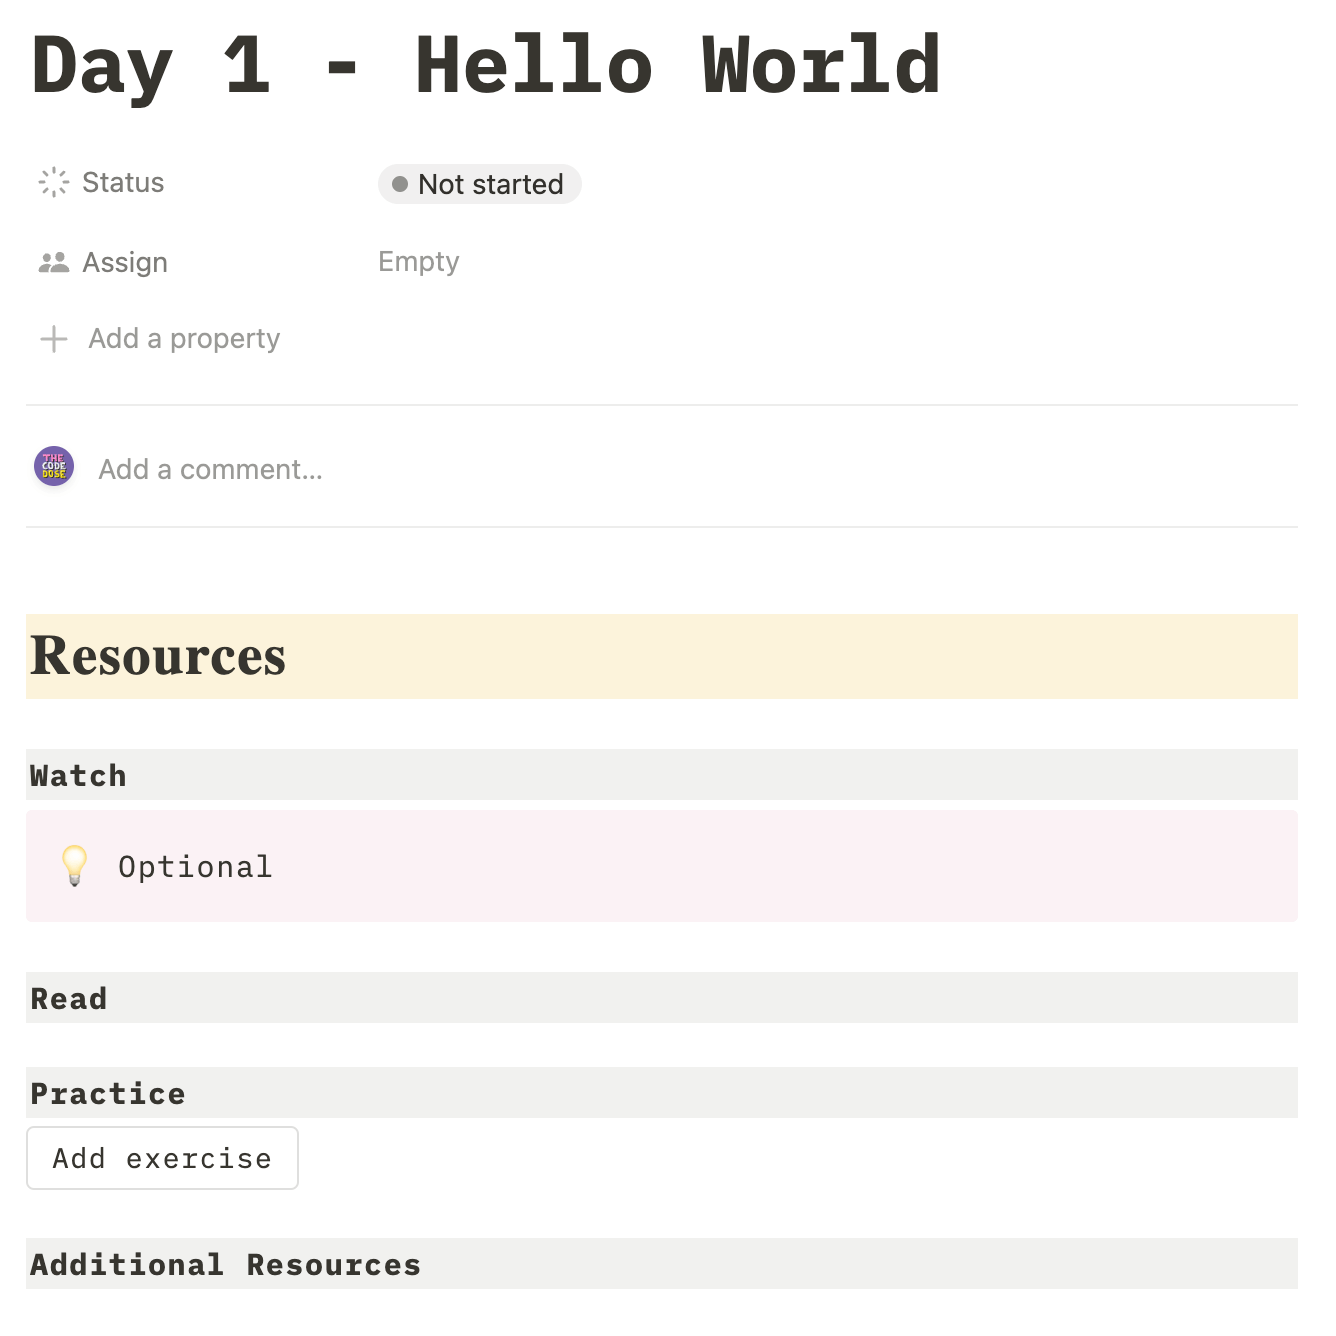 Day 1 - Hello World
Status
Not started
Assign
Empty
Add a property
THE
CODE
DOSE
Add a comment...
Resources
Watch
Optional
Read
Practice
Add exercise
Additional Resources